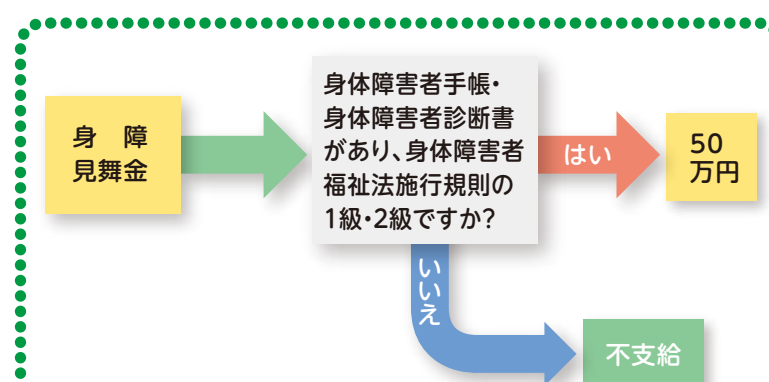 身　障
見舞金
身体障害者手帳・
身体障害者診断書
があり、身体障害者
福祉法施行規則の
1級・2級ですか?
はい
50
万円
いいえ
不支給